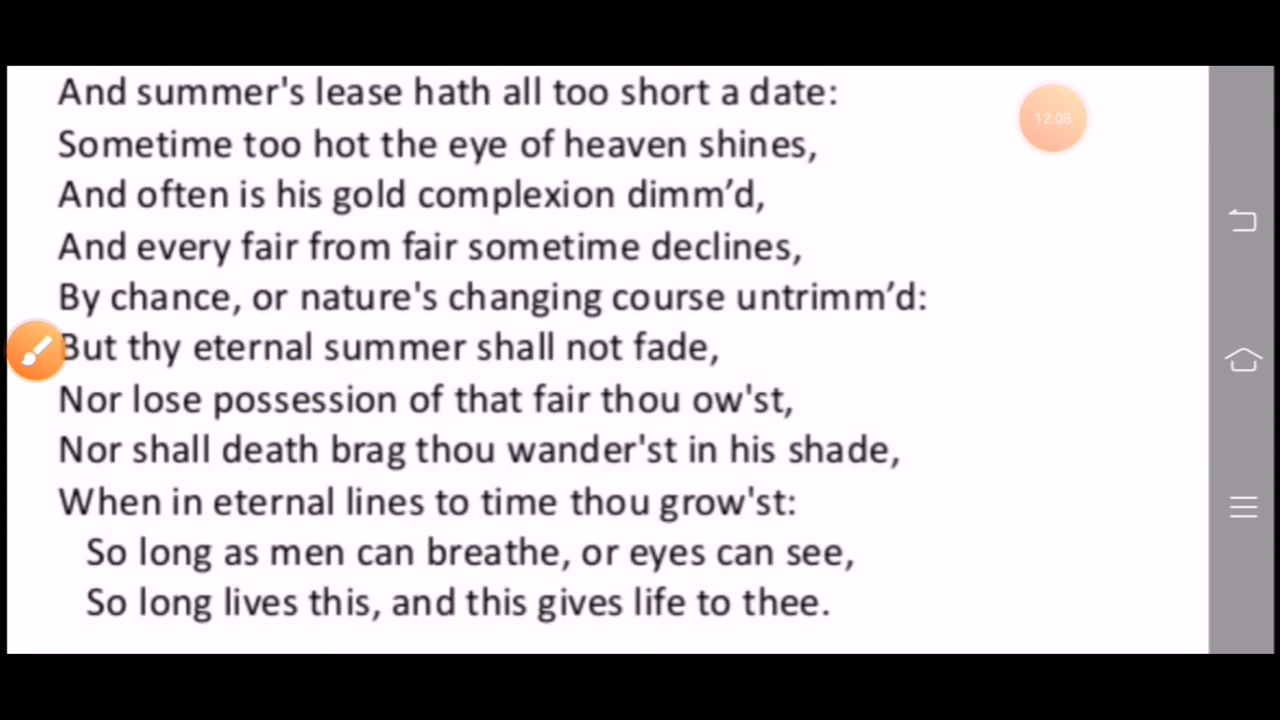 And summer's lease hath all too short a date:
12:08
Sometime too hot the eye of heaven shines,
And often is his gold complexion dimm’d,
And every fair from fair sometime declines,
By chance, or nature's changing course untrimm’d:
But thy eternal summer shall not fade,
Nor lose possession of that fair thou ow'st,
Nor shall death brag thou wander'st in his shade,
When in eternal lines to time thou grow'st:
So long as men can breathe, or eyes can see,
So long lives this, and this gives life to thee.